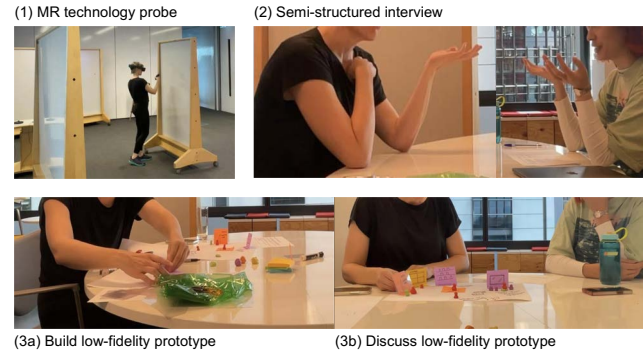 (1) MR technology probe
(2) Semi-structured interview
(3a) Build low-fidelity prototype
(3b) Discuss low-fidelity prototype